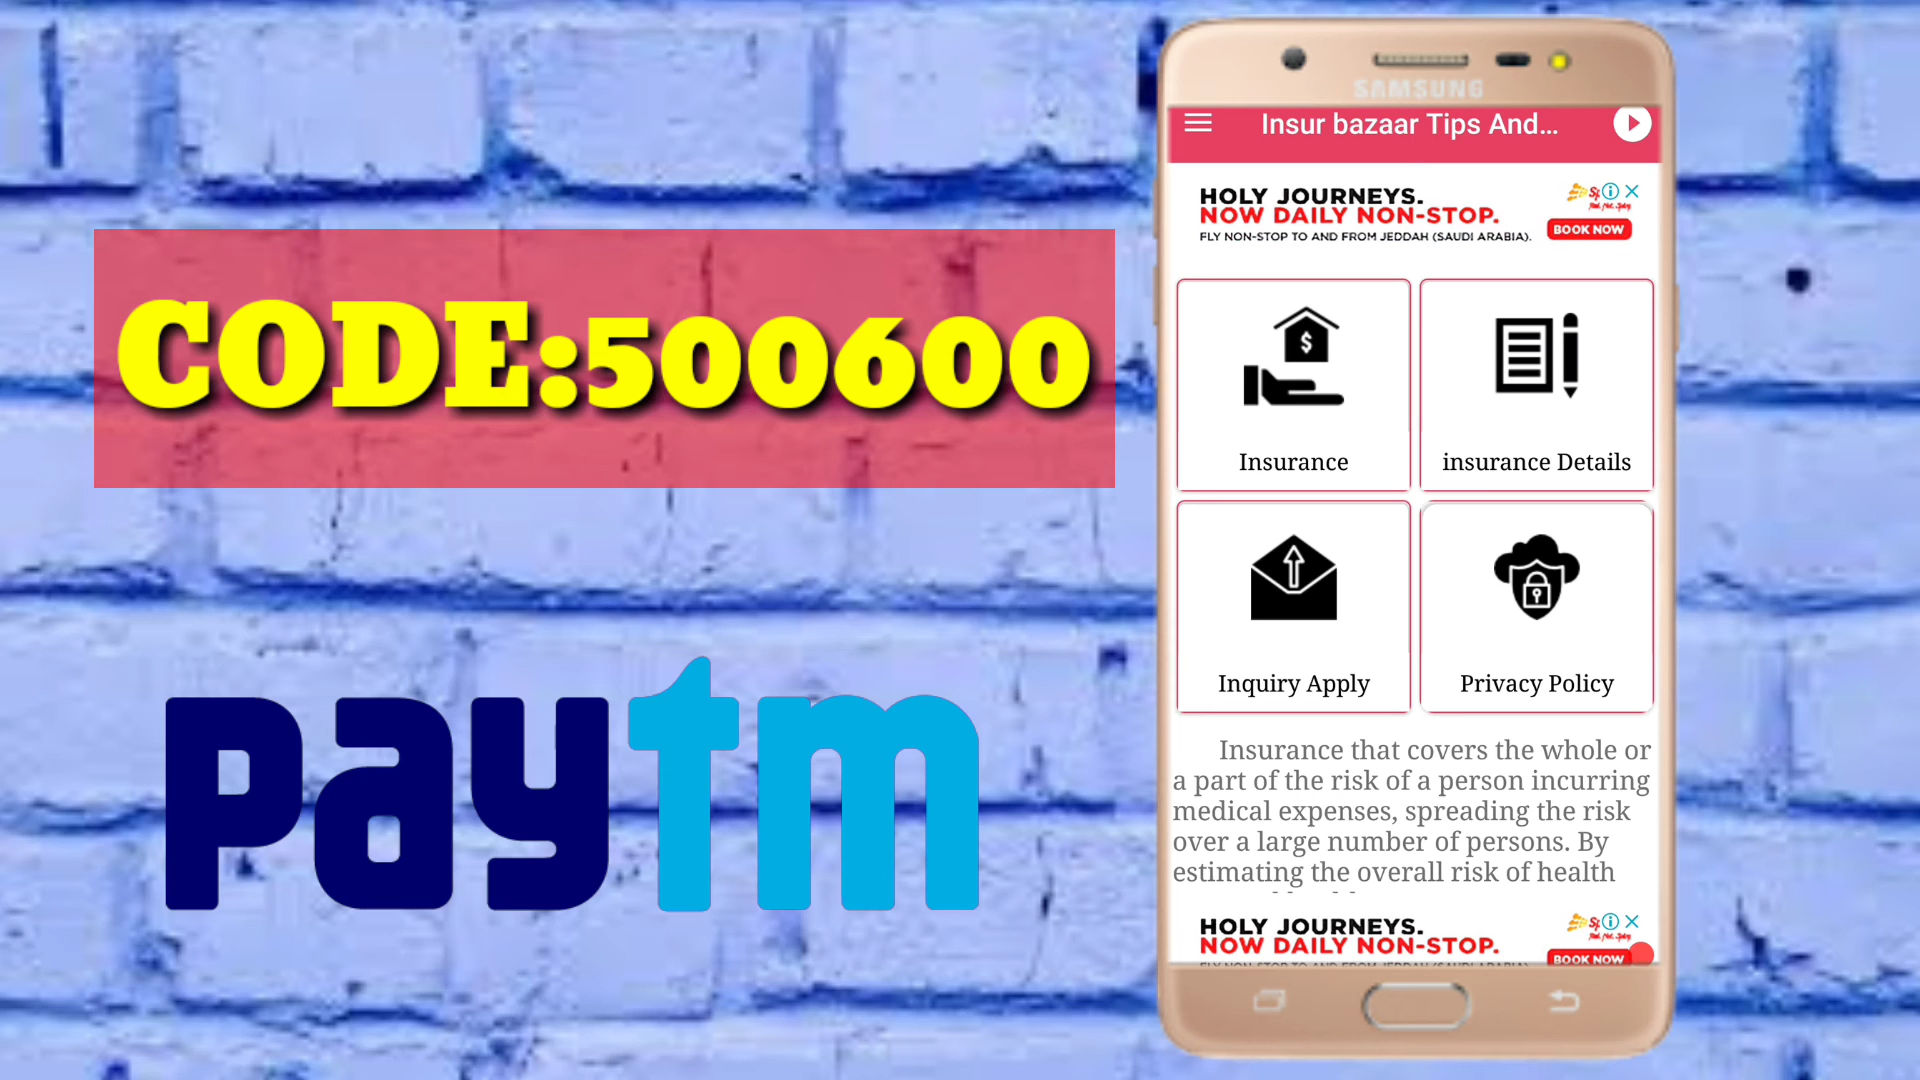 CODE:500600
paytm
SAMSUNG
Insur bazaar Tips And...
HOLY JOURNEYS.
NOW DAILY NON-STOP.
FLY NON-STOP TO AND FROM JEDDAH (SAUDI ARABIA).
BOOK NOW
Insurance
insurance Details
Inquiry Apply
Privacy Policy
Insurance that covers the whole or
a part of the risk of a person incurring
medical expenses, spreading the risk
over a large number of persons. By
estimating the overall risk of health
HOLY JOURNEYS.
NOW DAILY NON-STOP.
BOOK NOW